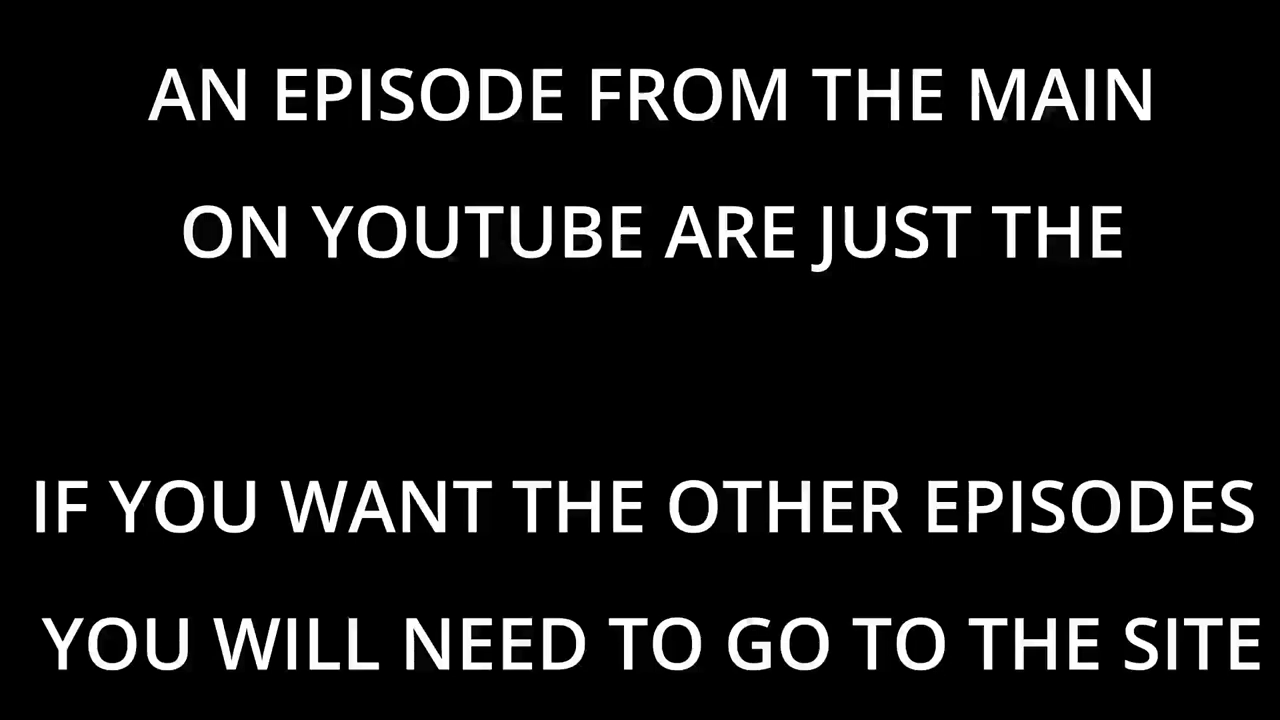 AN EPISODE FROM THE MAIN
ON YOUTUBE ARE JUST THE
IF YOU WANT THE OTHER EPISODES
YOU WILL NEED TO GO TO THE SITE